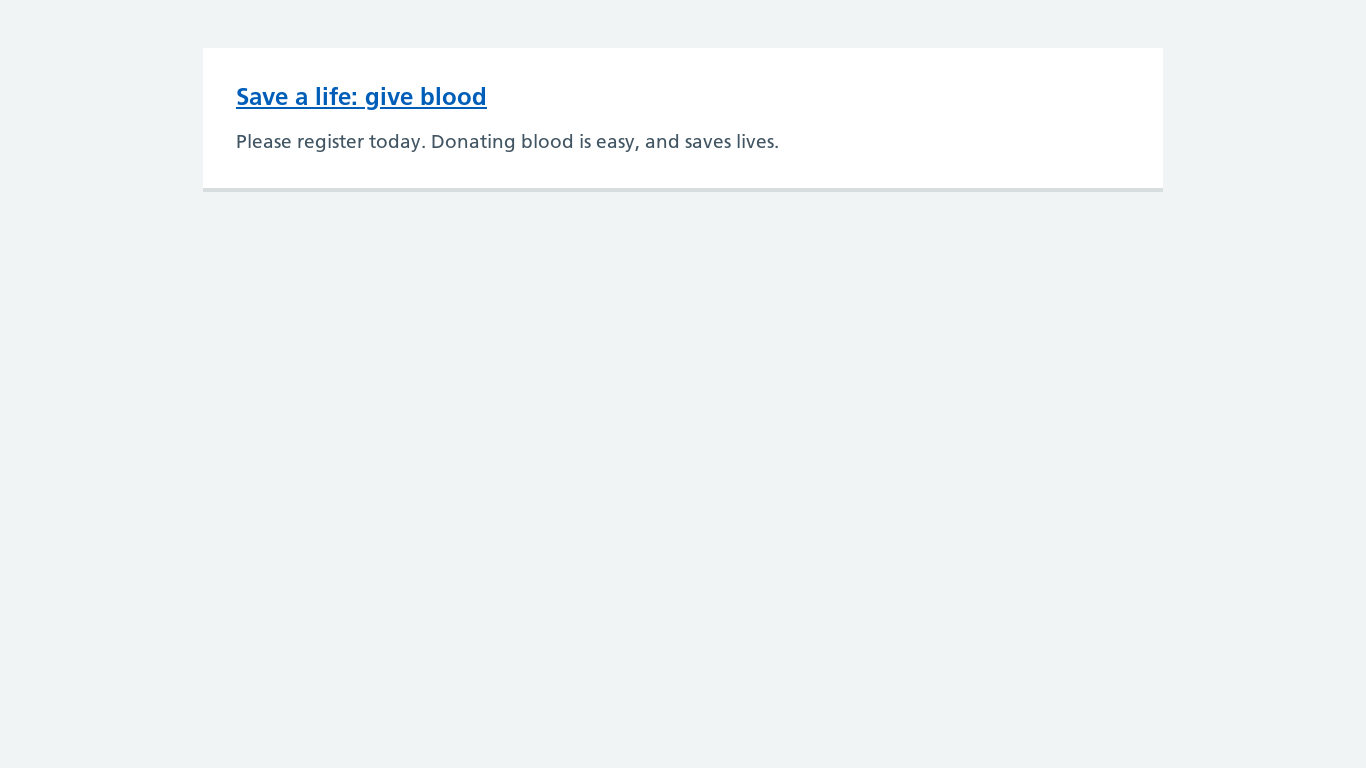 Save a life: give blood
Please register today. Donating blood is easy, and saves lives.